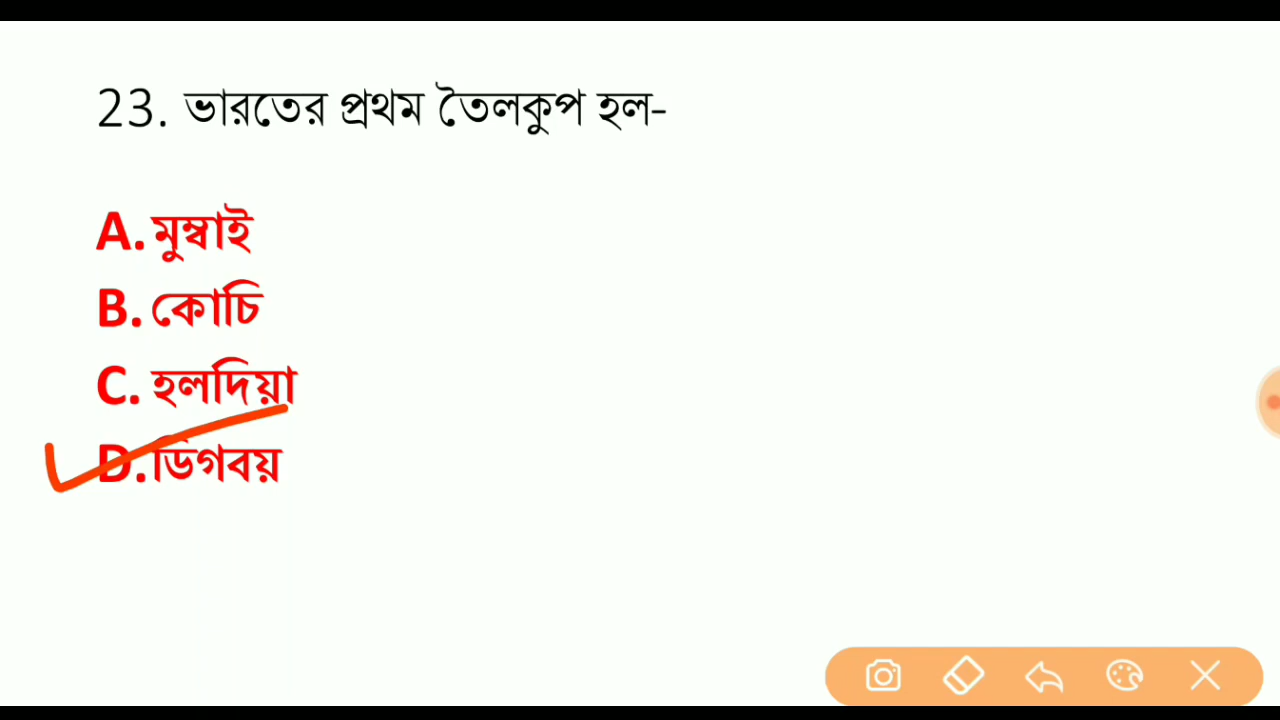 23. ভারতের প্রথম তৈলকুপ হল-
A. মুম্বাই
B. কোচি
C. হলদিয়া
D. ডিগবয়